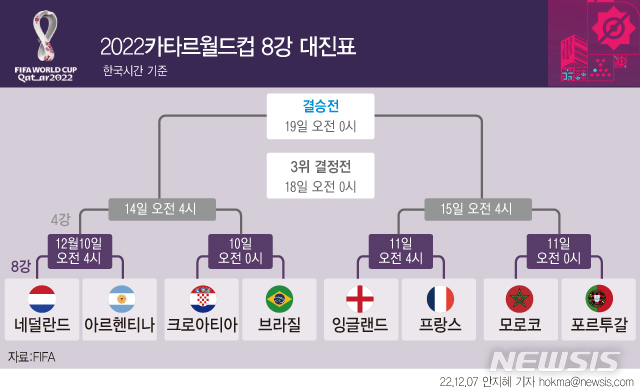 FIFA WORLD CUP
Qatar2022
2022카타르월드컵 8강 대진표
한국시간 기준
결승전
19일 오전 0시
3위 결정전
18일 오전 0시
14일 오전 4시
15일 오전 4시
4강
12월10일
오전 4시
10일
오전 0시
11일
오전 4시
11일
오전 0시
8강
네덜란드
아르헨티나
크로아티아
브라질
잉글랜드
프랑스
모로코
포르투갈
자료:FIFA
NEWSIS
22.12.07 안지혜 기자 hokma@newsis.com